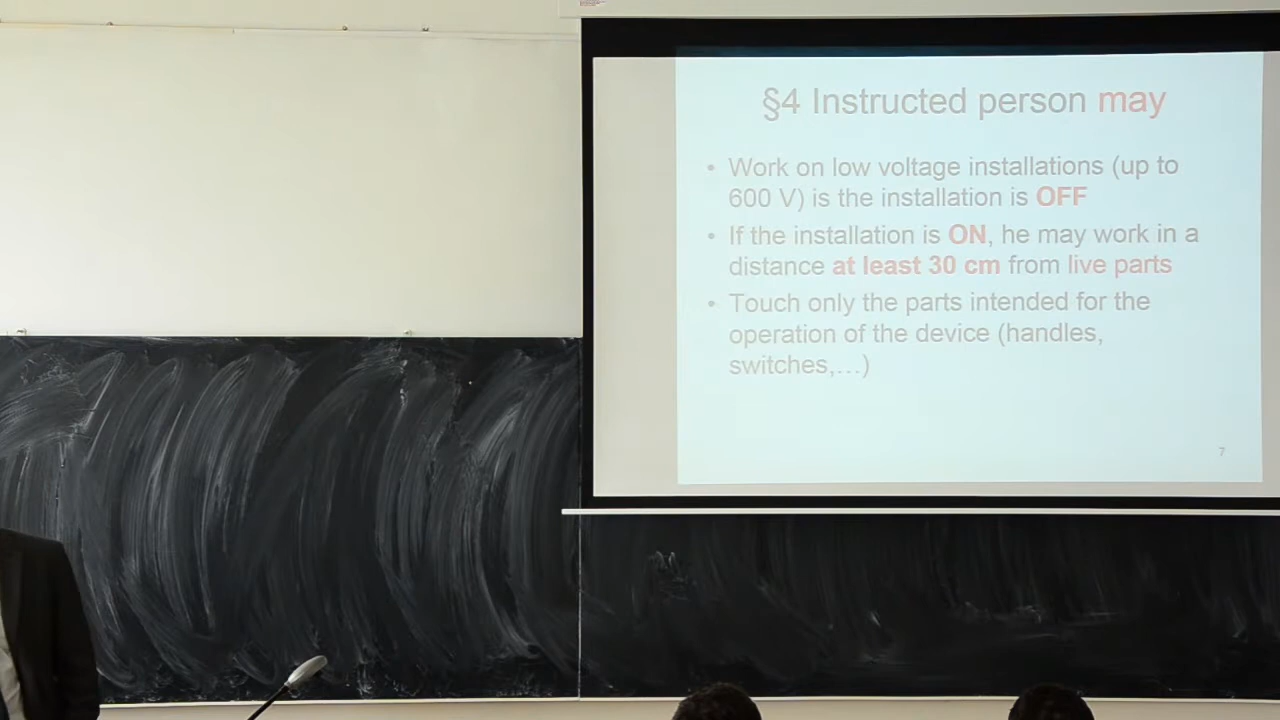 §4 Instructed person may
• Work on low voltage installations (up to
600 V) is the installation is OFF
• If the installation is ON, he may work in a
distance at least 30 cm from live parts
• Touch only the parts intended for the
operation of the device (handles,
switches,…)
7